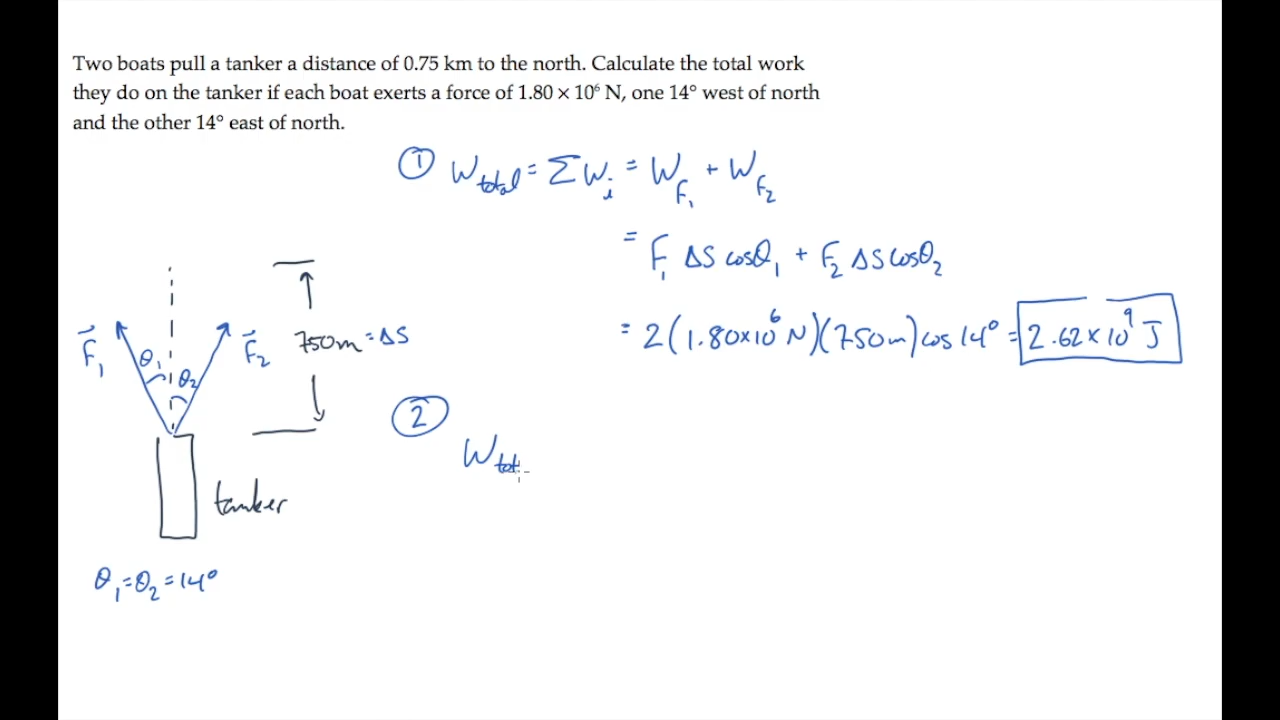 Two boats pull a tanker a distance of 0.75 km to the north. Calculate the total work
they do on the tanker if each boat exerts a force of 1.80 × 10⁶ N, one 14° west of north
and the other 14° east of north.
① W_total = ΣW_i = W_F₁ + W_F₂
= F₁ ΔS cosθ₁ + F₂ ΔS cosθ₂
= 2(1.80×10⁶ N)(750m) cos 14° = 2.62×10⁹ J
F⃗₁ θ₁ θ₂ F⃗₂ 750m = ΔS
② W_tot
tanker
θ₁ = θ₂ = 14°